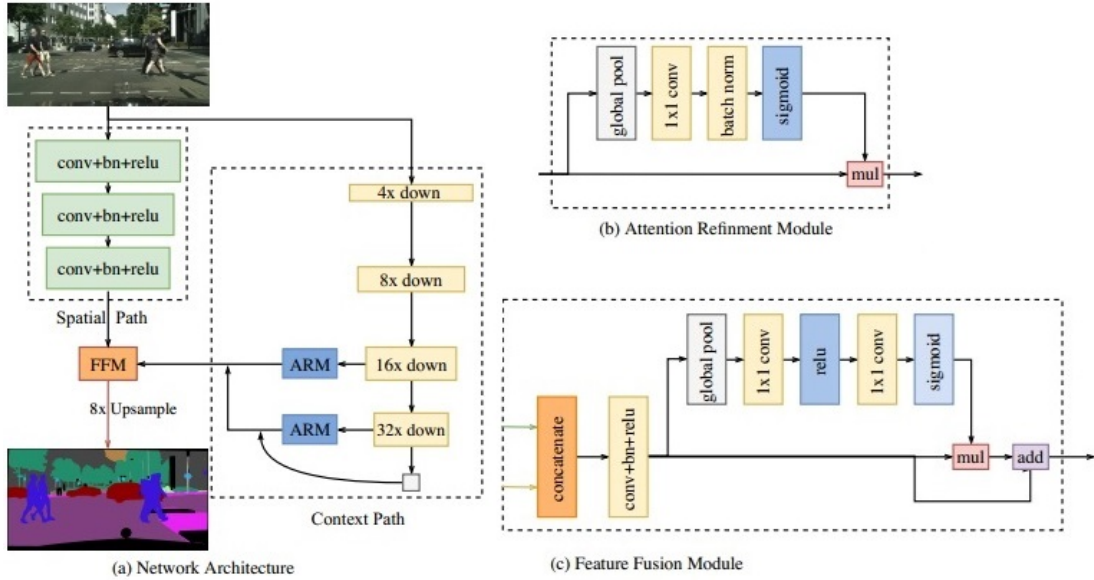 conv+bn+relu
conv+bn+relu
conv+bn+relu
Spatial Path
FFM
8x Upsample
4x down
8x down
ARM
16x down
ARM
32x down
Context Path
(a) Network Architecture
global pool
1x1 conv
batch norm
sigmoid
mul
(b) Attention Refinment Module
concatenate
conv+bn+relu
global pool
1x1 conv
relu
1x1 conv
sigmoid
mul
add
(c) Feature Fusion Module